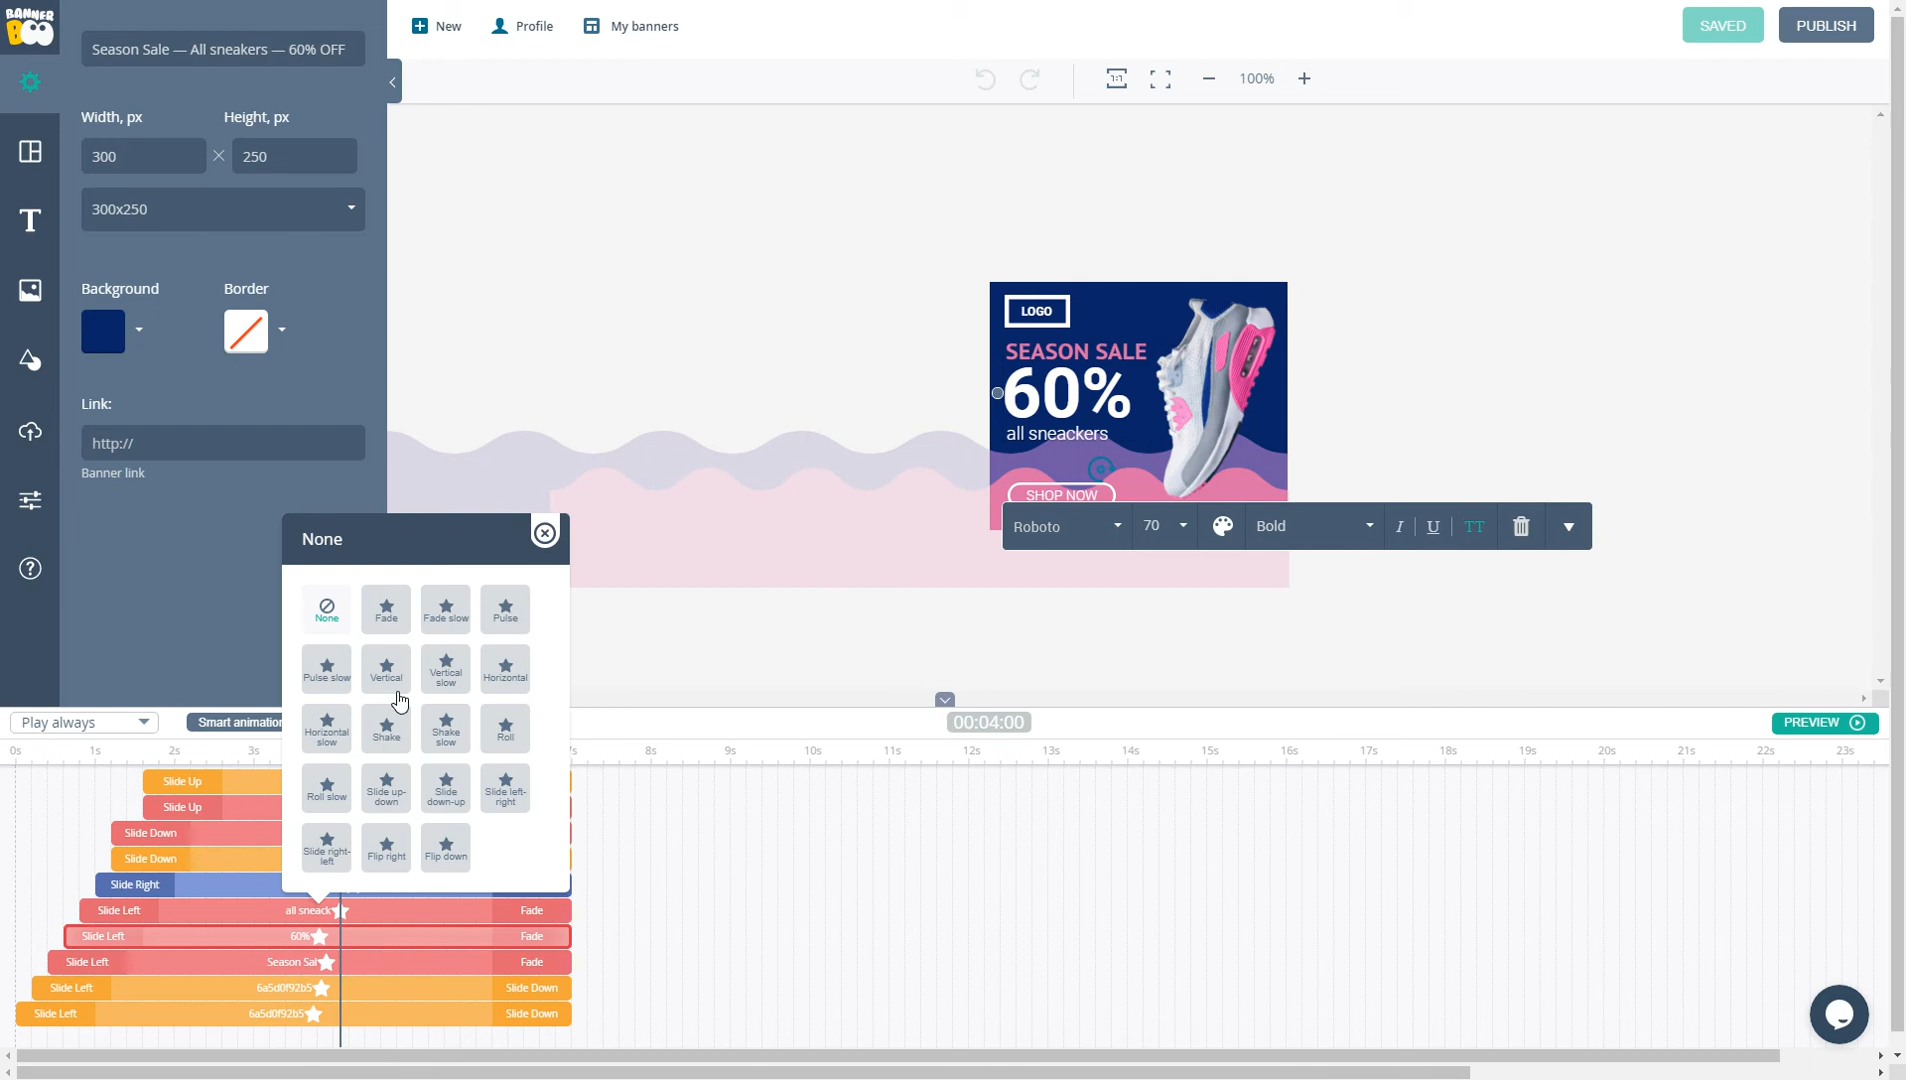 BANNER
BOO
New
Profile
My banners
SAVED
PUBLISH
Season Sale — All sneakers — 60% OFF
1:1
100%
Width, px
Height, px
300
250
300x250
Background
Border
Link:
http://
Banner link
LOGO
SEASON SALE
60%
all sneackers
SHOP NOW
Roboto
70
Bold
I
U
TT
None
None
Fade
Fade slow
Pulse
Pulse slow
Vertical
Vertical
slow
Horizontal
Horizontal
slow
Shake
Shake
slow
Roll
Roll slow
Slide up-
down
Slide
down-up
Slide left-
right
Slide right-
left
Flip right
Flip down
Play always
Smart animation
00:04:00
PREVIEW
0s 1s 2s 3s 7s 8s 9s 10s 11s 12s 13s 14s 15s 16s 17s 18s 19s 20s 21s 22s 23s
Slide Up
Slide Up
Slide Down
Slide Down
Slide Right
Slide Left all sneack Fade
Slide Left 60% Fade
Slide Left Season Sal Fade
Slide Left 6a5d0f92b5 Slide Down
Slide Left 6a5d0f92b5 Slide Down